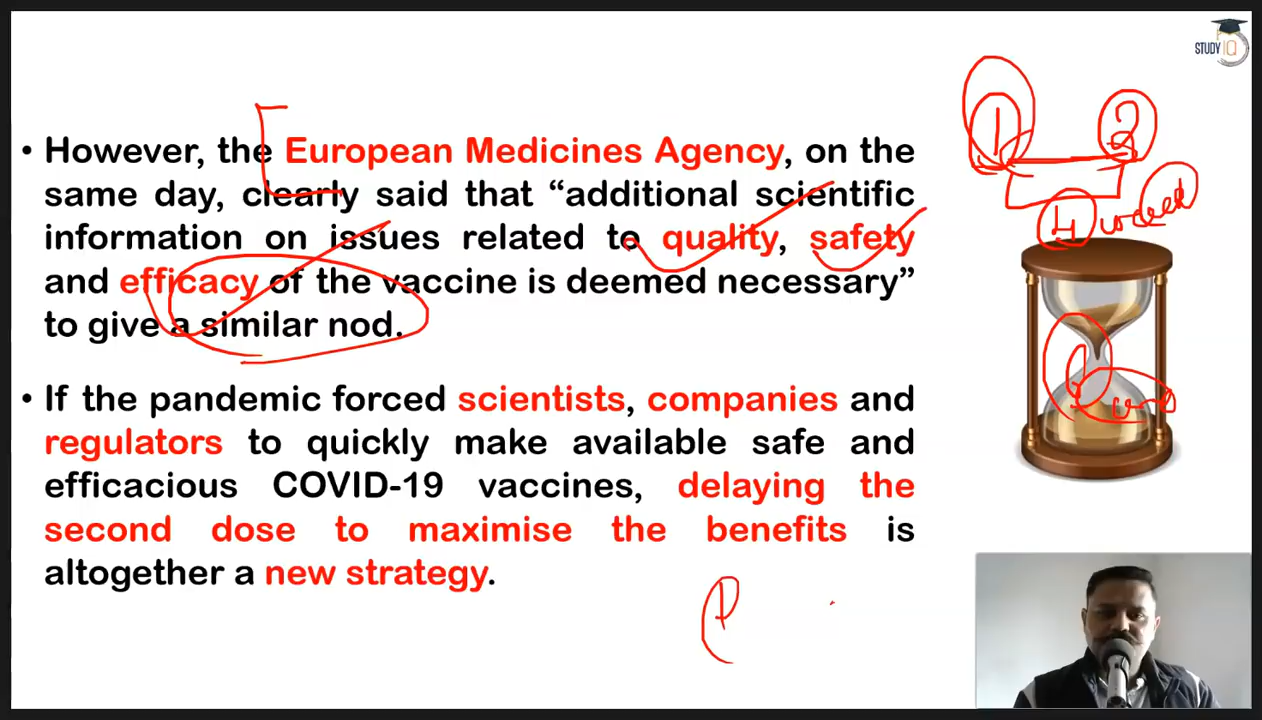 STUDY IQ
• However, the European Medicines Agency, on the
same day, clearly said that “additional scientific
information on issues related to quality, safety
and efficacy of the vaccine is deemed necessary”
to give a similar nod.
• If the pandemic forced scientists, companies and
regulators to quickly make available safe and
efficacious COVID-19 vaccines, delaying the
second dose to maximise the benefits is
altogether a new strategy.
1 2
4